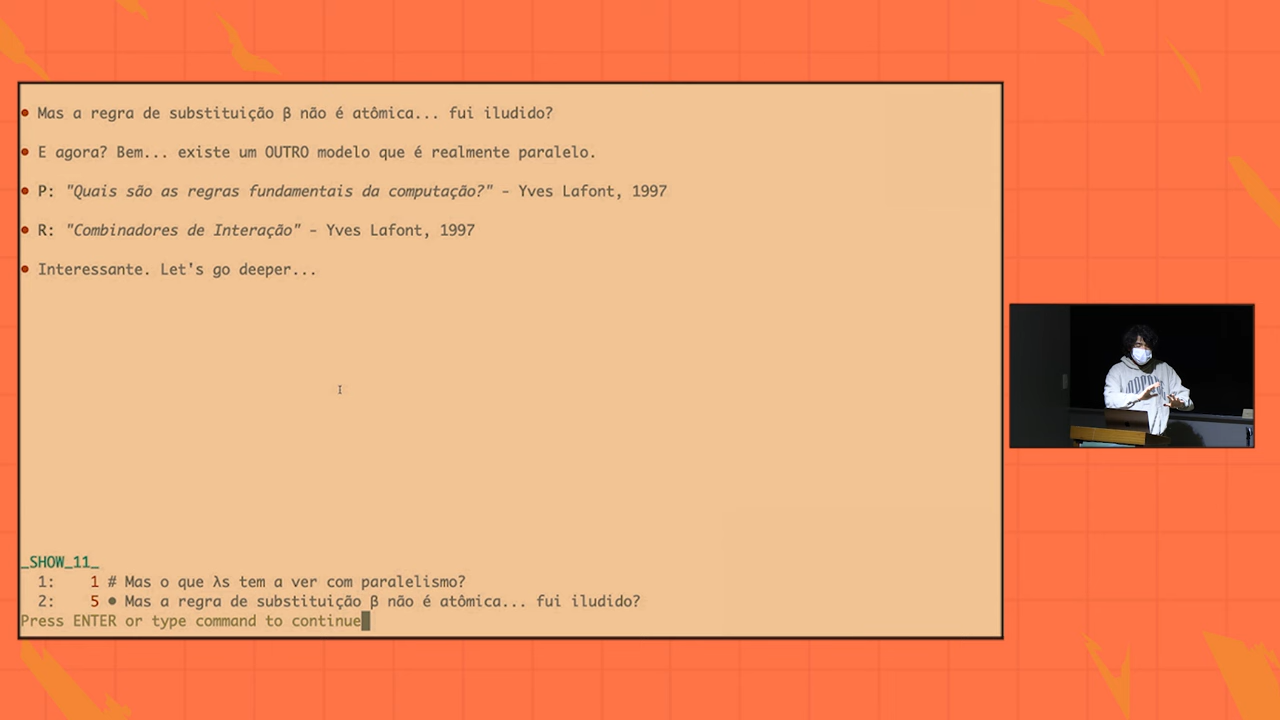 • Mas a regra de substituição β não é atômica... fui iludido?
• E agora? Bem... existe um OUTRO modelo que é realmente paralelo.
• P: "Quais são as regras fundamentais da computação?" - Yves Lafont, 1997
• R: "Combinadores de Interação" - Yves Lafont, 1997
• Interessante. Let's go deeper...
_SHOW_11_
1: 1 # Mas o que λs tem a ver com paralelismo?
2: 5 • Mas a regra de substituição β não é atômica... fui iludido?
Press ENTER or type command to continue